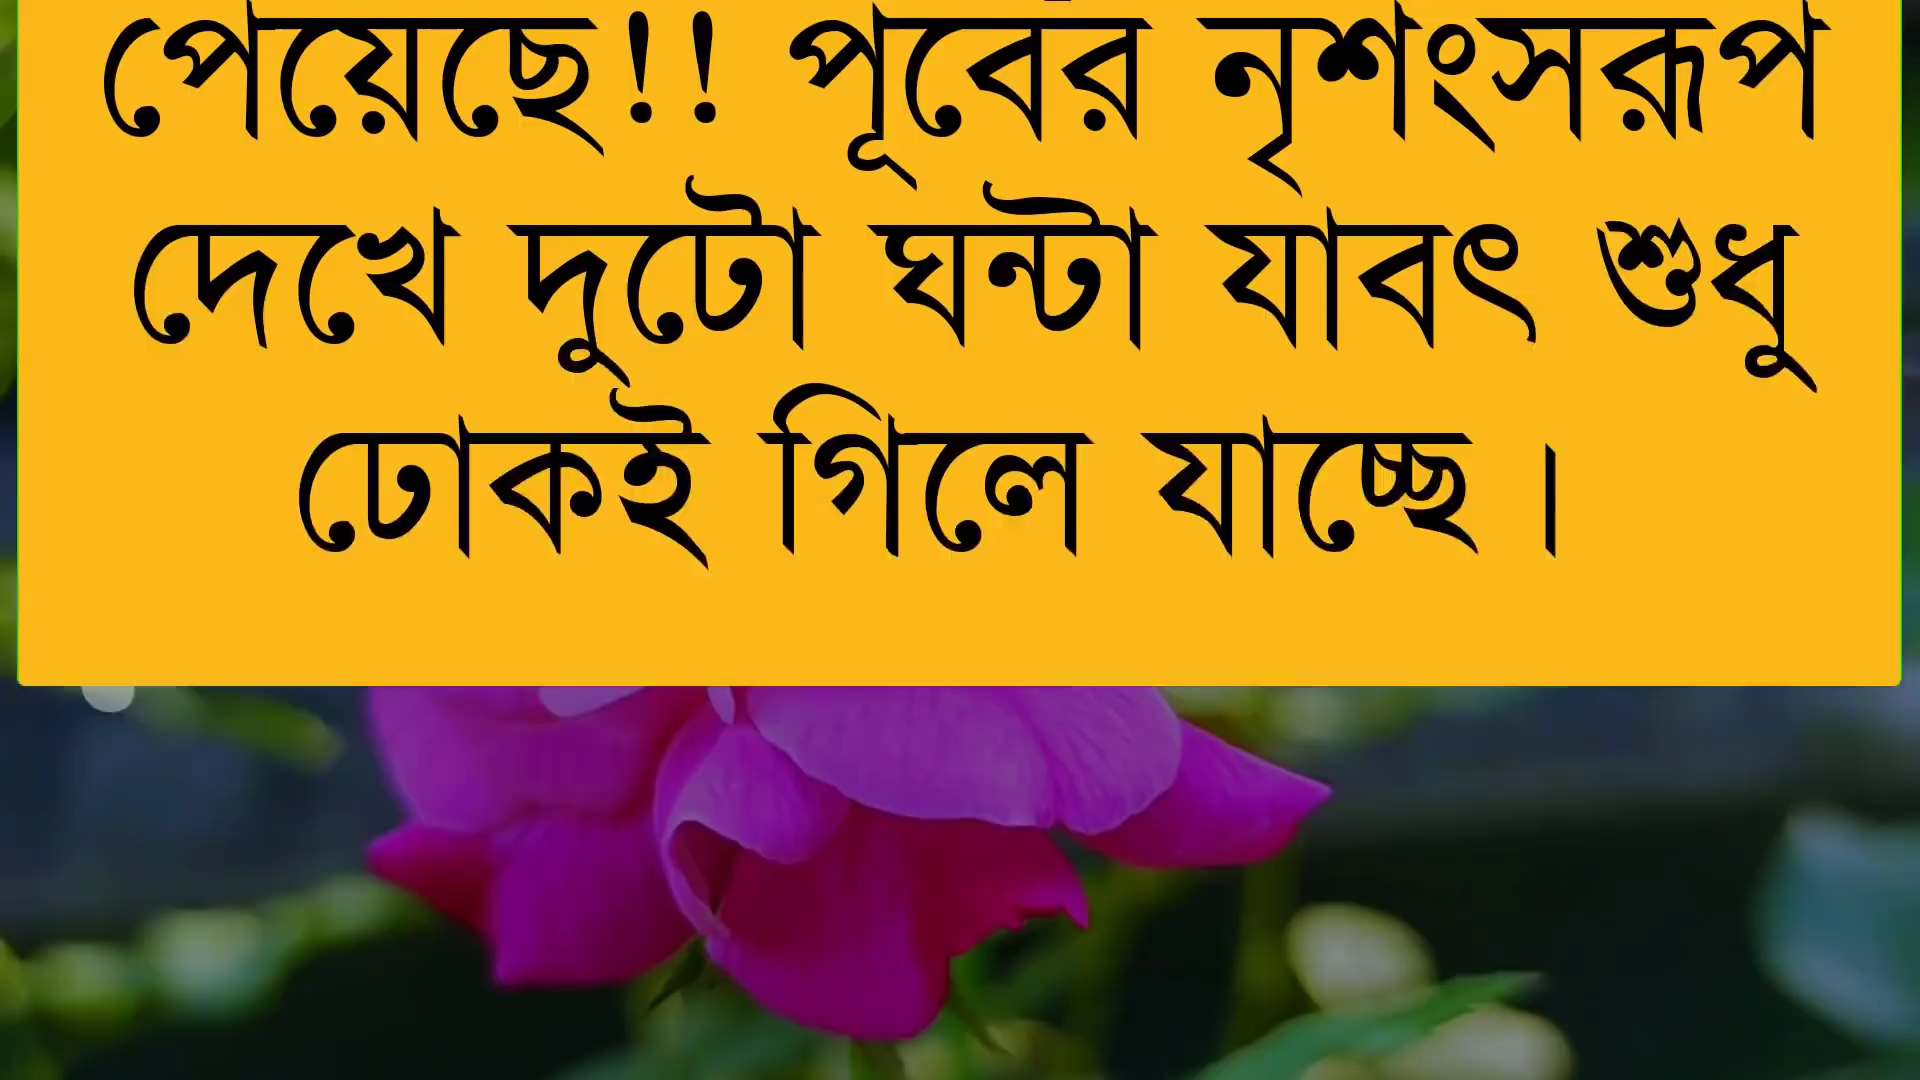 পেয়েছে!! পূর্বের নৃশংসরূপ
দেখে দুটো ঘন্টা যাবৎ শুধু
ঢোকই গিলে যাচ্ছে।